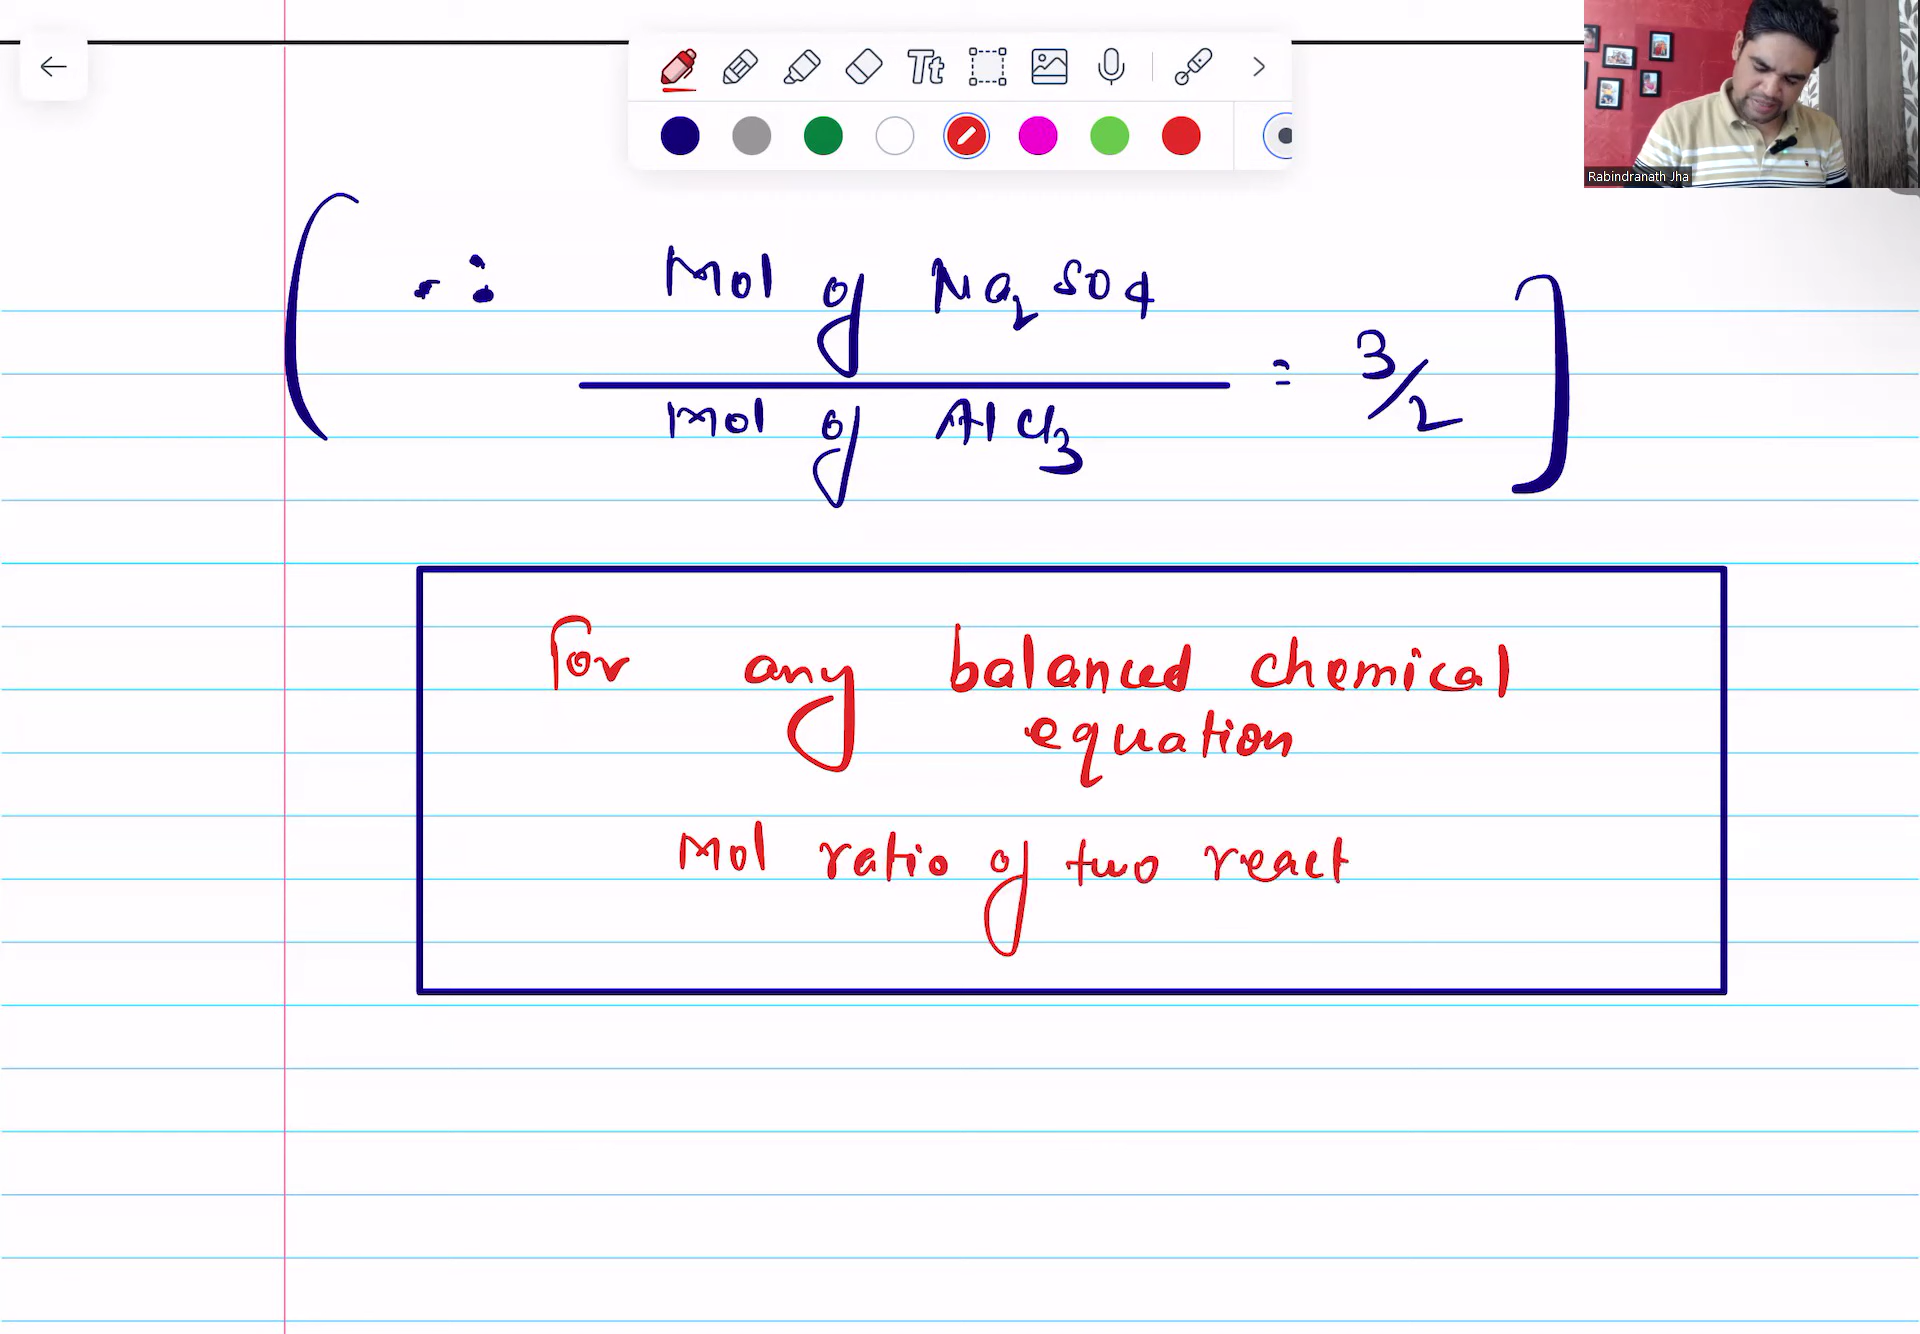 Tt
Rabindranath Jha
∴ Mol of Na2SO4
= 3/2
Mol of AlCl3
For any balanced chemical
equation
Mol ratio of two react